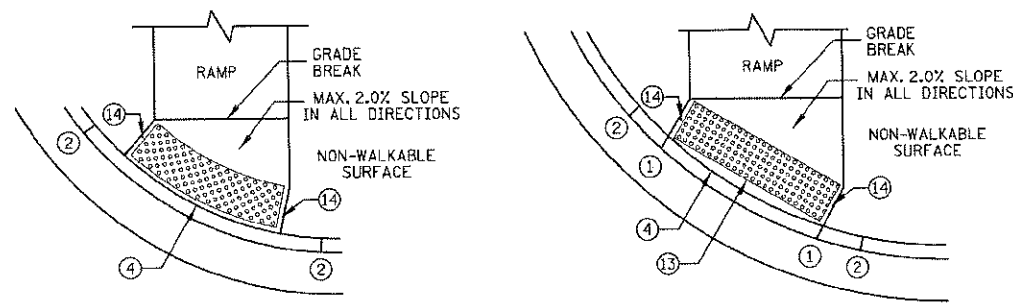 RAMP
GRADE
BREAK
MAX. 2.0% SLOPE
IN ALL DIRECTIONS
NON-WALKABLE
SURFACE
14
2
14
4
2
RAMP
GRADE
BREAK
MAX. 2.0% SLOPE
IN ALL DIRECTIONS
NON-WALKABLE
SURFACE
14
2
1
14
4
13
1
2